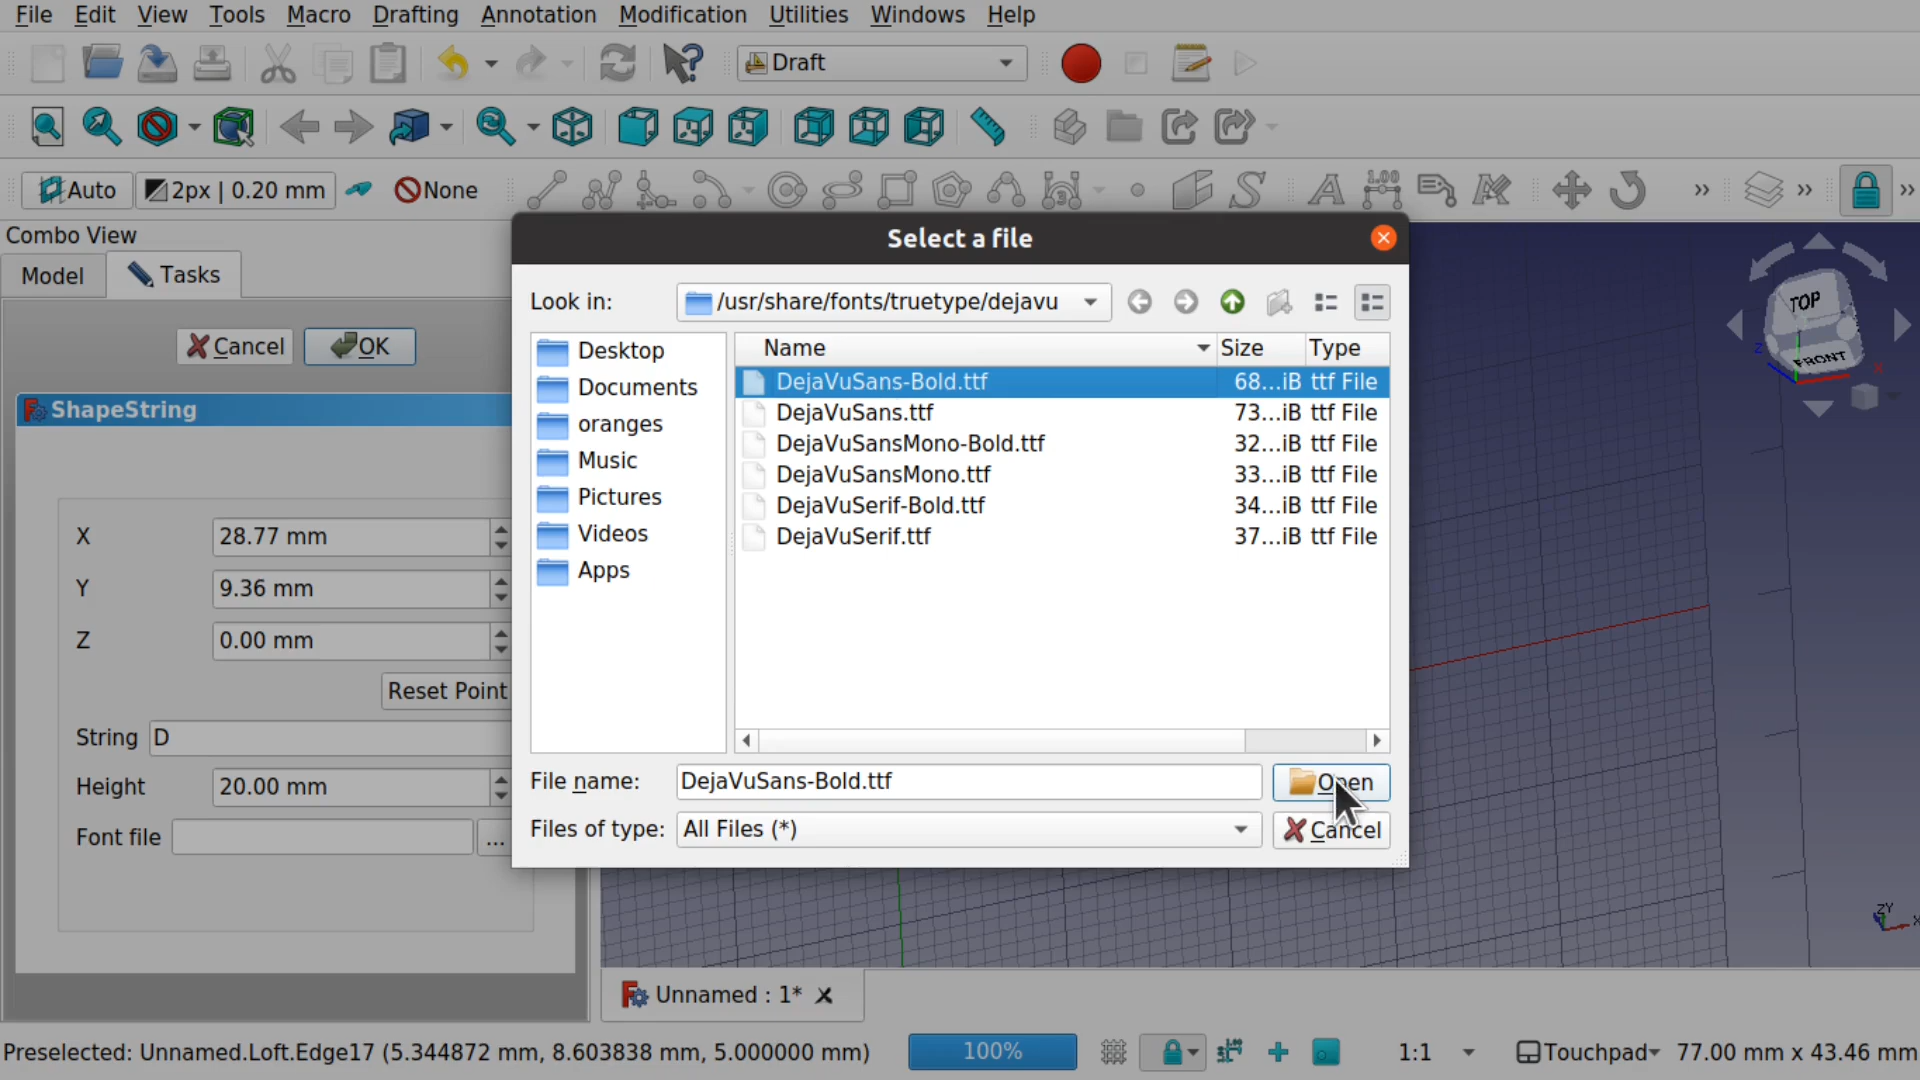 File Edit View Tools Macro Drafting Annotation Modification Utilities Windows Help
Draft
Auto 2px | 0.20 mm None
1.00
Combo View
Model Tasks
Cancel OK
ShapeString
X 28.77 mm
Y 9.36 mm
Z 0.00 mm
Reset Point
String D
Height 20.00 mm
Font file ...
Select a file
Look in: /usr/share/fonts/truetype/dejavu
Desktop
Documents
oranges
Music
Pictures
Videos
Apps
Name Size Type
DejaVuSans-Bold.ttf 68...iB ttf File
DejaVuSans.ttf 73...iB ttf File
DejaVuSansMono-Bold.ttf 32...iB ttf File
DejaVuSansMono.ttf 33...iB ttf File
DejaVuSerif-Bold.ttf 34...iB ttf File
DejaVuSerif.ttf 37...iB ttf File
File name: DejaVuSans-Bold.ttf Open
Files of type: All Files (*) Cancel
TOP
FRONT
Z X
ZY X
Unnamed : 1*
Preselected: Unnamed.Loft.Edge17 (5.344872 mm, 8.603838 mm, 5.000000 mm) 100% 1:1 Touchpad 77.00 mm x 43.46 mm